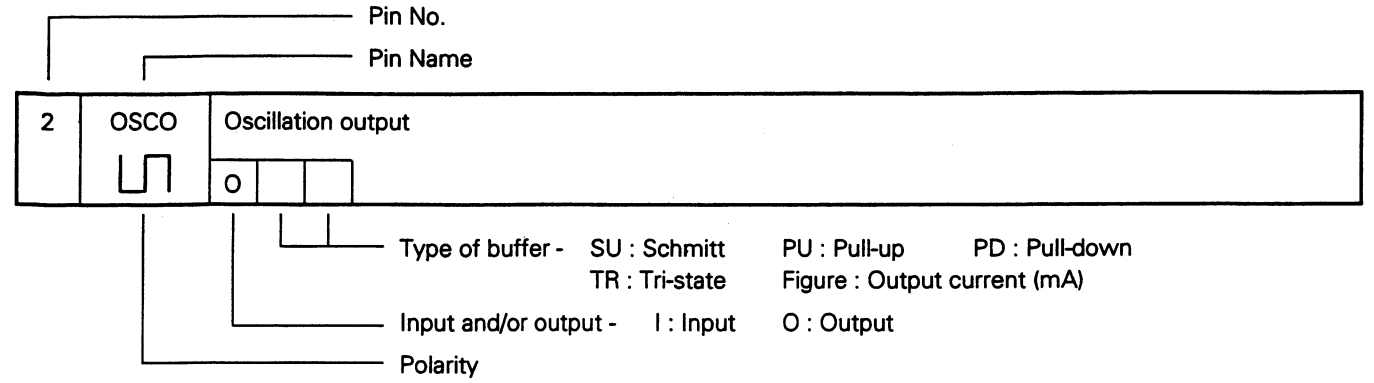 Pin No.
Pin Name
2 OSCO Oscillation output
O
Type of buffer - SU : Schmitt PU : Pull-up PD : Pull-down
TR : Tri-state Figure : Output current (mA)
Input and/or output - I : Input O : Output
Polarity